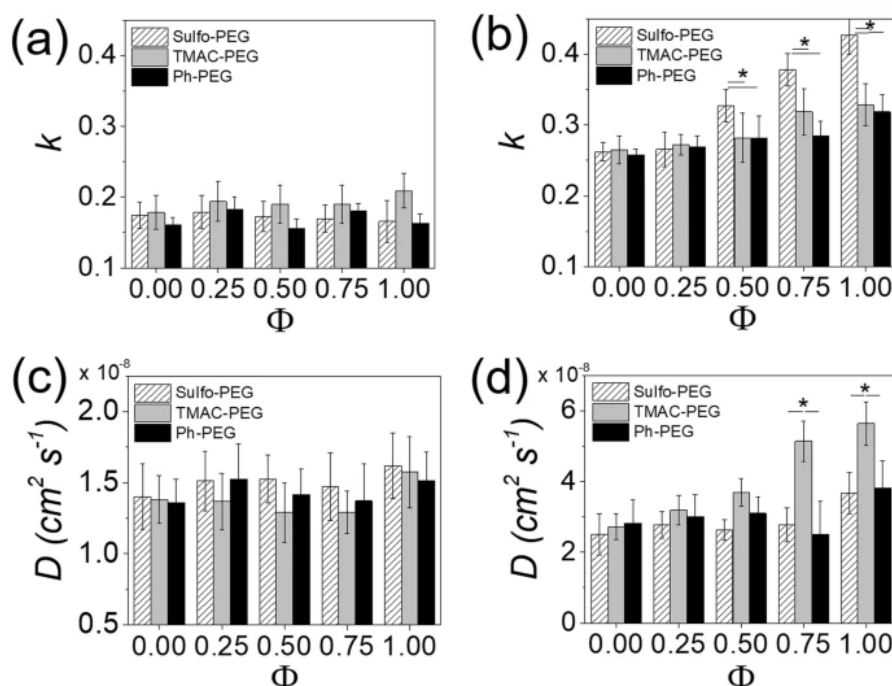 (a)
Sulfo-PEG
TMAC-PEG
Ph-PEG
k
0.4
0.3
0.2
0.1
0.00 0.25 0.50 0.75 1.00
Φ
(b)
Sulfo-PEG
TMAC-PEG
Ph-PEG
* * *
k
0.4
0.3
0.2
0.1
0.00 0.25 0.50 0.75 1.00
Φ
(c)
x 10⁻⁸
Sulfo-PEG
TMAC-PEG
Ph-PEG
D (cm² s⁻¹)
2.0
1.5
1.0
0.5
0.00 0.25 0.50 0.75 1.00
Φ
(d)
x 10⁻⁸
Sulfo-PEG
TMAC-PEG
Ph-PEG
* *
D (cm² s⁻¹)
6
4
2
0
0.00 0.25 0.50 0.75 1.00
Φ